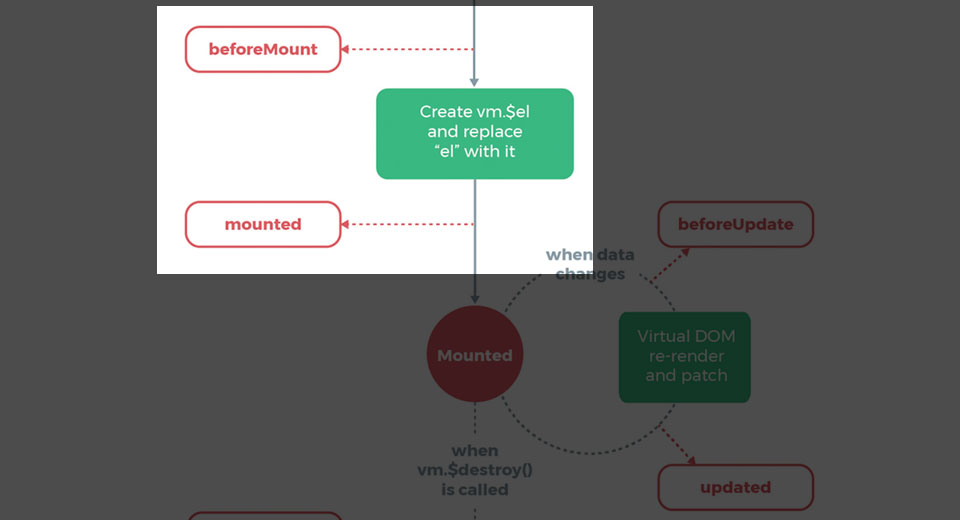 beforeMount
Create vm.$el
and replace
“el” with it
mounted
beforeUpdate
when data
changes
Virtual DOM
re-render
and patch
Mounted
when
vm.$destroy()
is called
updated